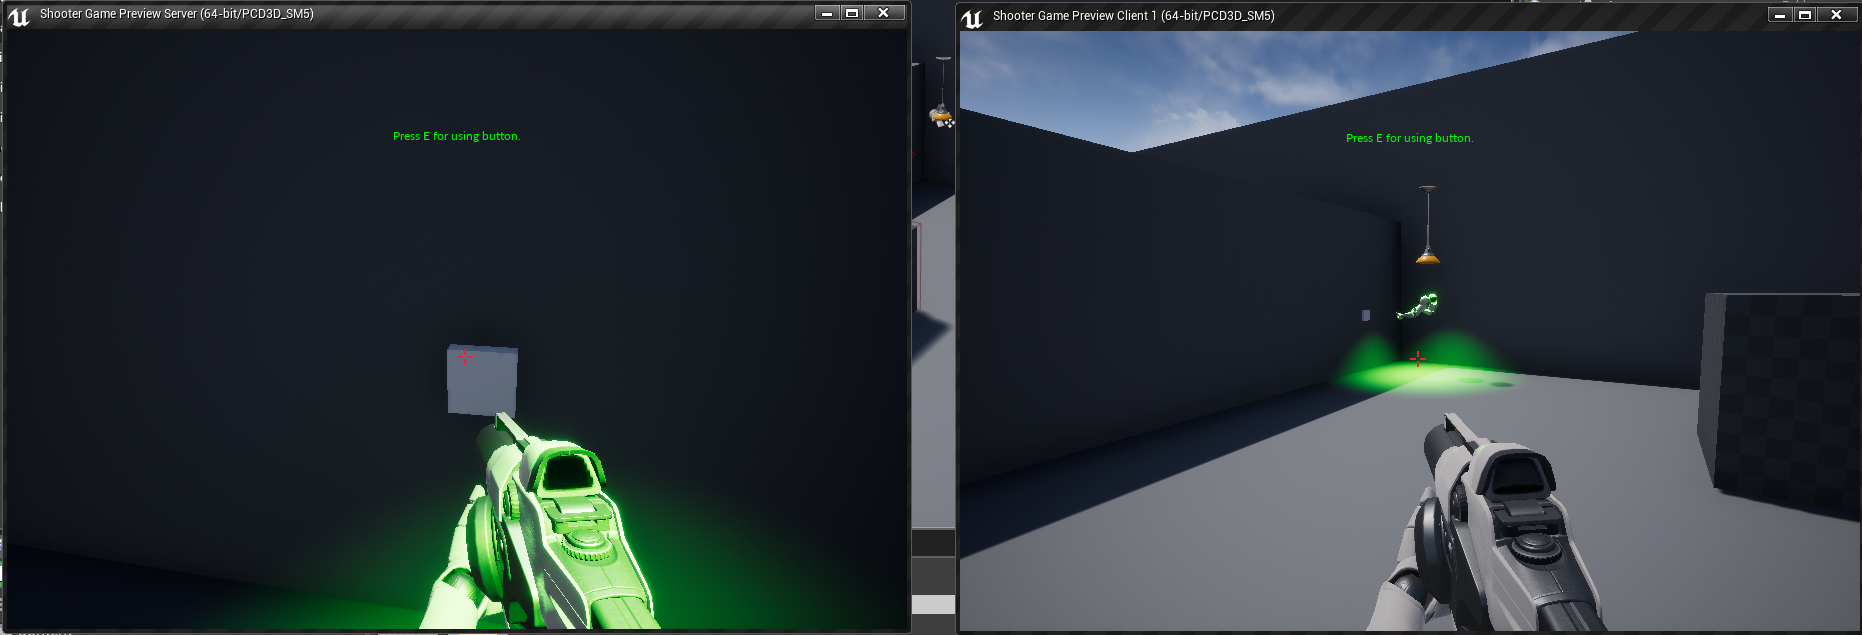 Shooter Game Preview Server (64-bit/PCD3D_SM5)
Press E for using button.
Shooter Game Preview Client 1 (64-bit/PCD3D_SM5)
Press E for using button.